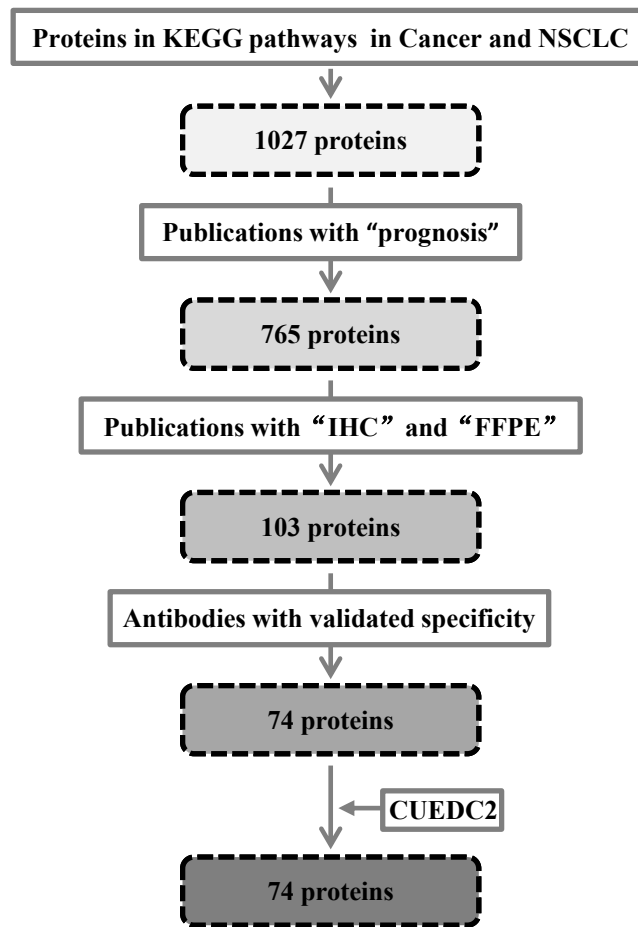 Proteins in KEGG pathways in Cancer and NSCLC
1027 proteins
Publications with “prognosis”
765 proteins
Publications with “IHC” and “FFPE”
103 proteins
Antibodies with validated specificity
74 proteins
CUEDC2
74 proteins